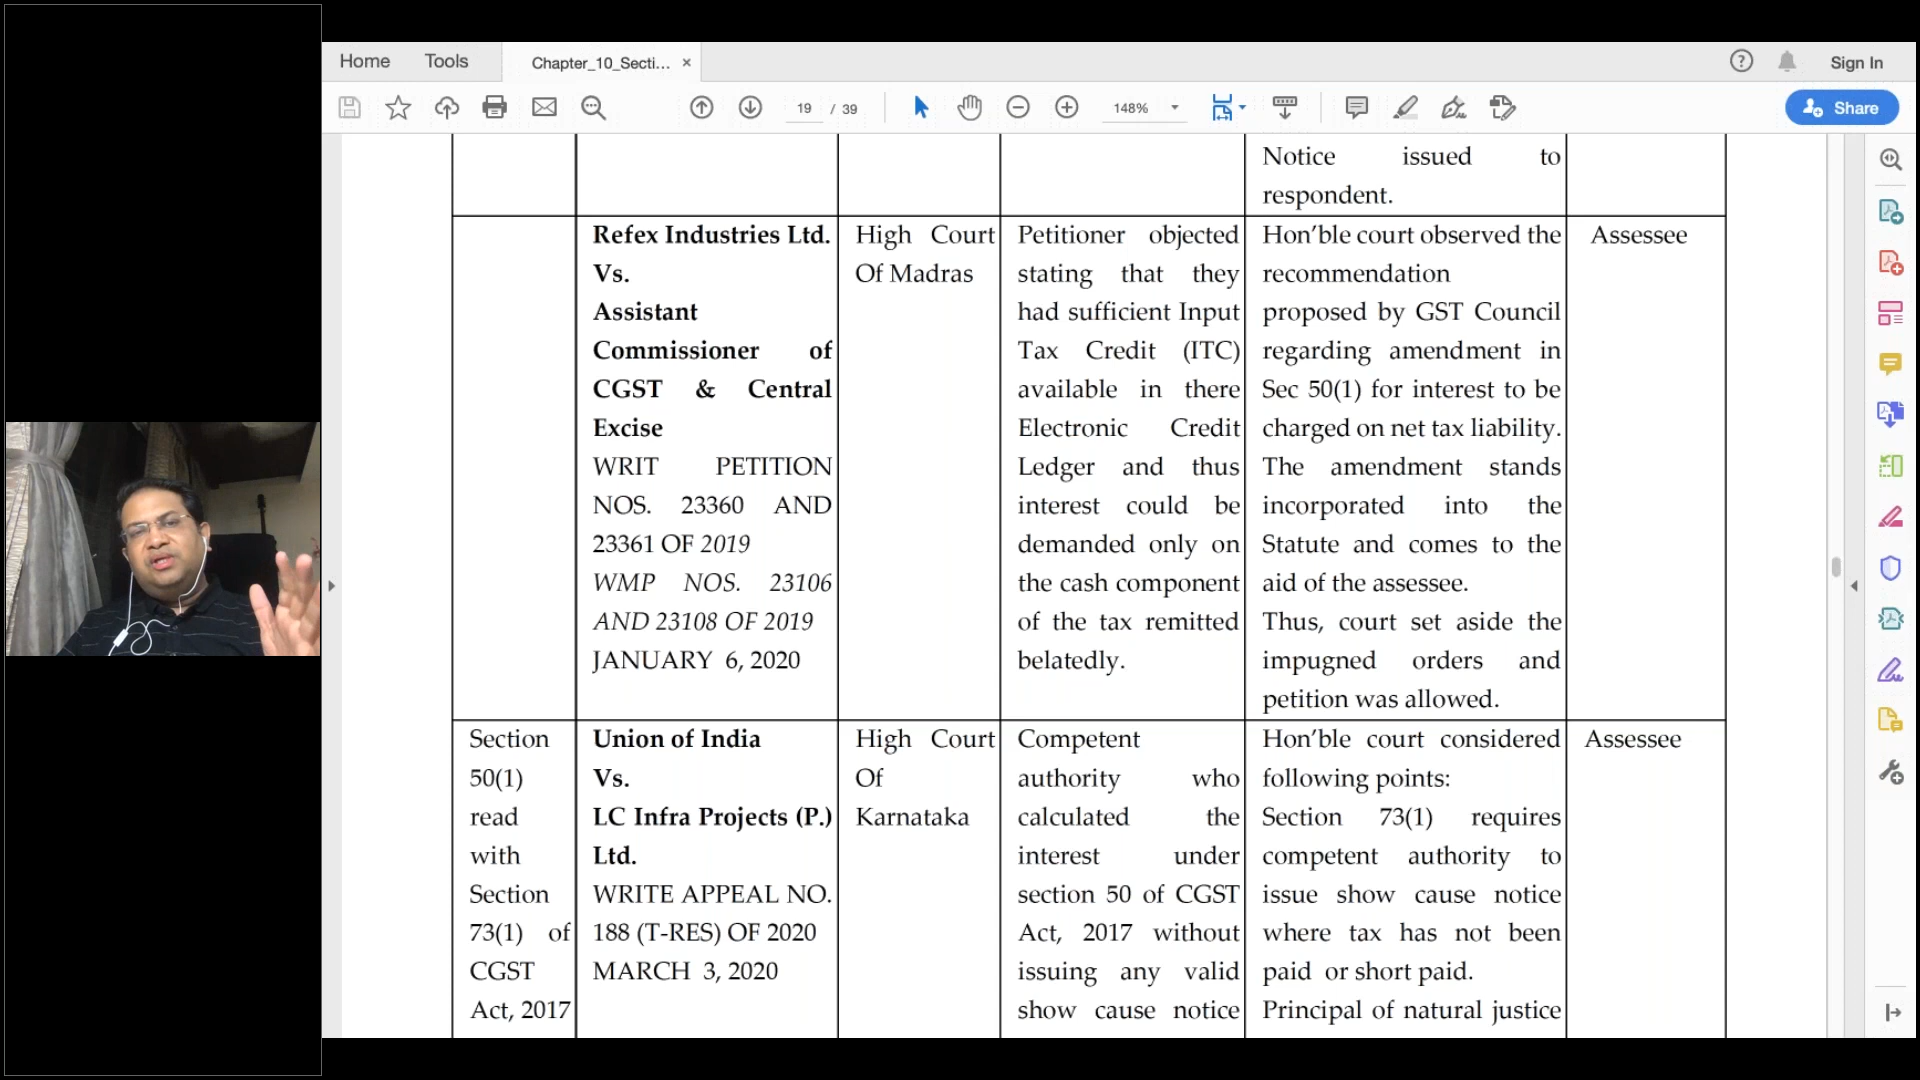 Home Tools Chapter_10_Secti... × Sign In
19 / 39 148% Share
Notice issued to
respondent.
Refex Industries Ltd.
Vs.
Assistant
Commissioner of
CGST & Central
Excise
WRIT PETITION
NOS. 23360 AND
23361 OF 2019
WMP NOS. 23106
AND 23108 OF 2019
JANUARY 6, 2020
High Court
Of Madras
Petitioner objected
stating that they
had sufficient Input
Tax Credit (ITC)
available in there
Electronic Credit
Ledger and thus
interest could be
demanded only on
the cash component
of the tax remitted
belatedly.
Hon'ble court observed the
recommendation
proposed by GST Council
regarding amendment in
Sec 50(1) for interest to be
charged on net tax liability.
The amendment stands
incorporated into the
Statute and comes to the
aid of the assessee.
Thus, court set aside the
impugned orders and
petition was allowed.
Assessee
Section
50(1)
read
with
Section
73(1) of
CGST
Act, 2017
Union of India
Vs.
LC Infra Projects (P.)
Ltd.
WRITE APPEAL NO.
188 (T-RES) OF 2020
MARCH 3, 2020
High Court
Of
Karnataka
Competent
authority who
calculated the
interest under
section 50 of CGST
Act, 2017 without
issuing any valid
show cause notice
Hon'ble court considered
following points:
Section 73(1) requires
competent authority to
issue show cause notice
where tax has not been
paid or short paid.
Principal of natural justice
Assessee